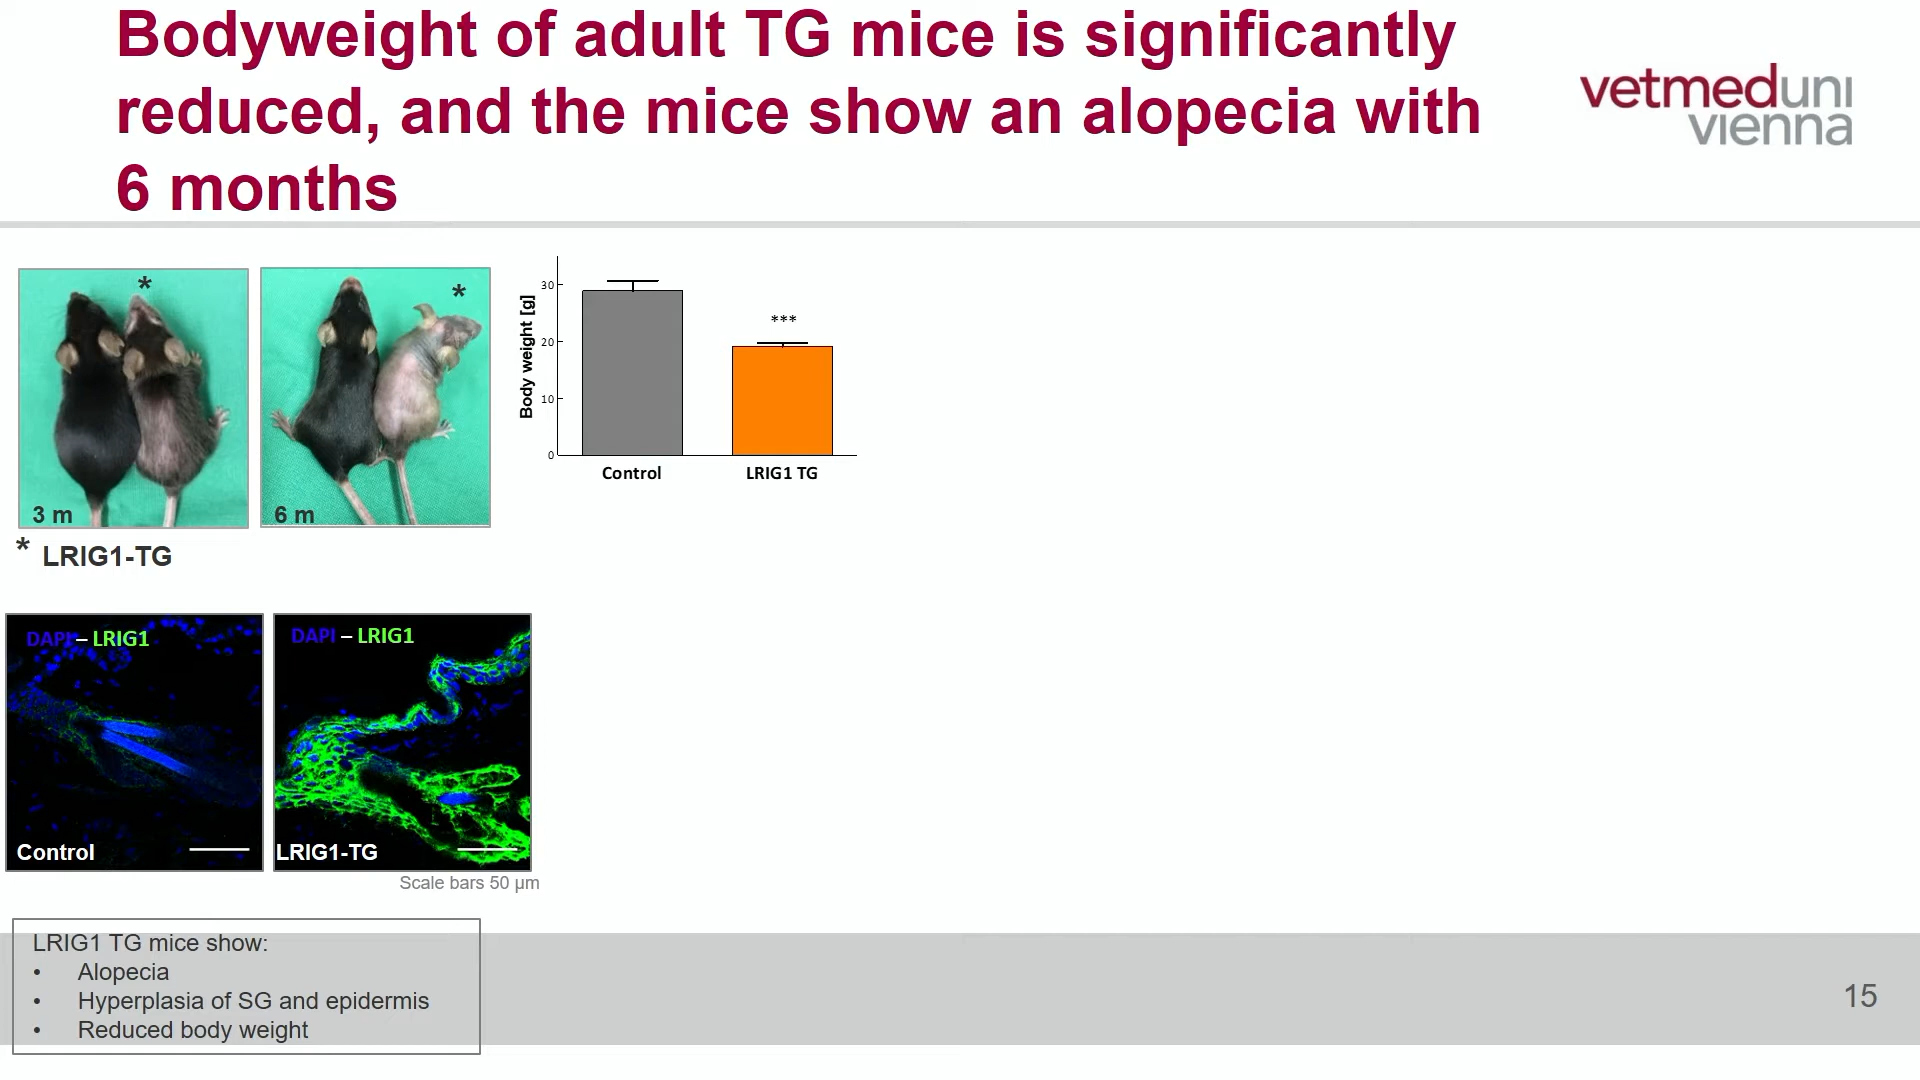 Bodyweight of adult TG mice is significantly
reduced, and the mice show an alopecia with
6 months
vetmeduni
vienna
*
3 m
*
6 m
* LRIG1-TG
Body weight [g]
30
20
10
0
***
Control
LRIG1 TG
DAPI – LRIG1
Control
DAPI – LRIG1
LRIG1-TG
Scale bars 50 µm
LRIG1 TG mice show:
• Alopecia
• Hyperplasia of SG and epidermis
• Reduced body weight
15